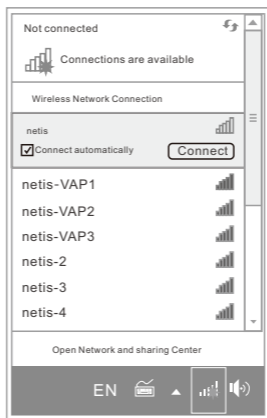 Not connected
Connections are available
Wireless Network Connection
netis
Connect automatically
Connect
netis-VAP1
netis-VAP2
netis-VAP3
netis-2
netis-3
netis-4
Open Network and sharing Center
EN